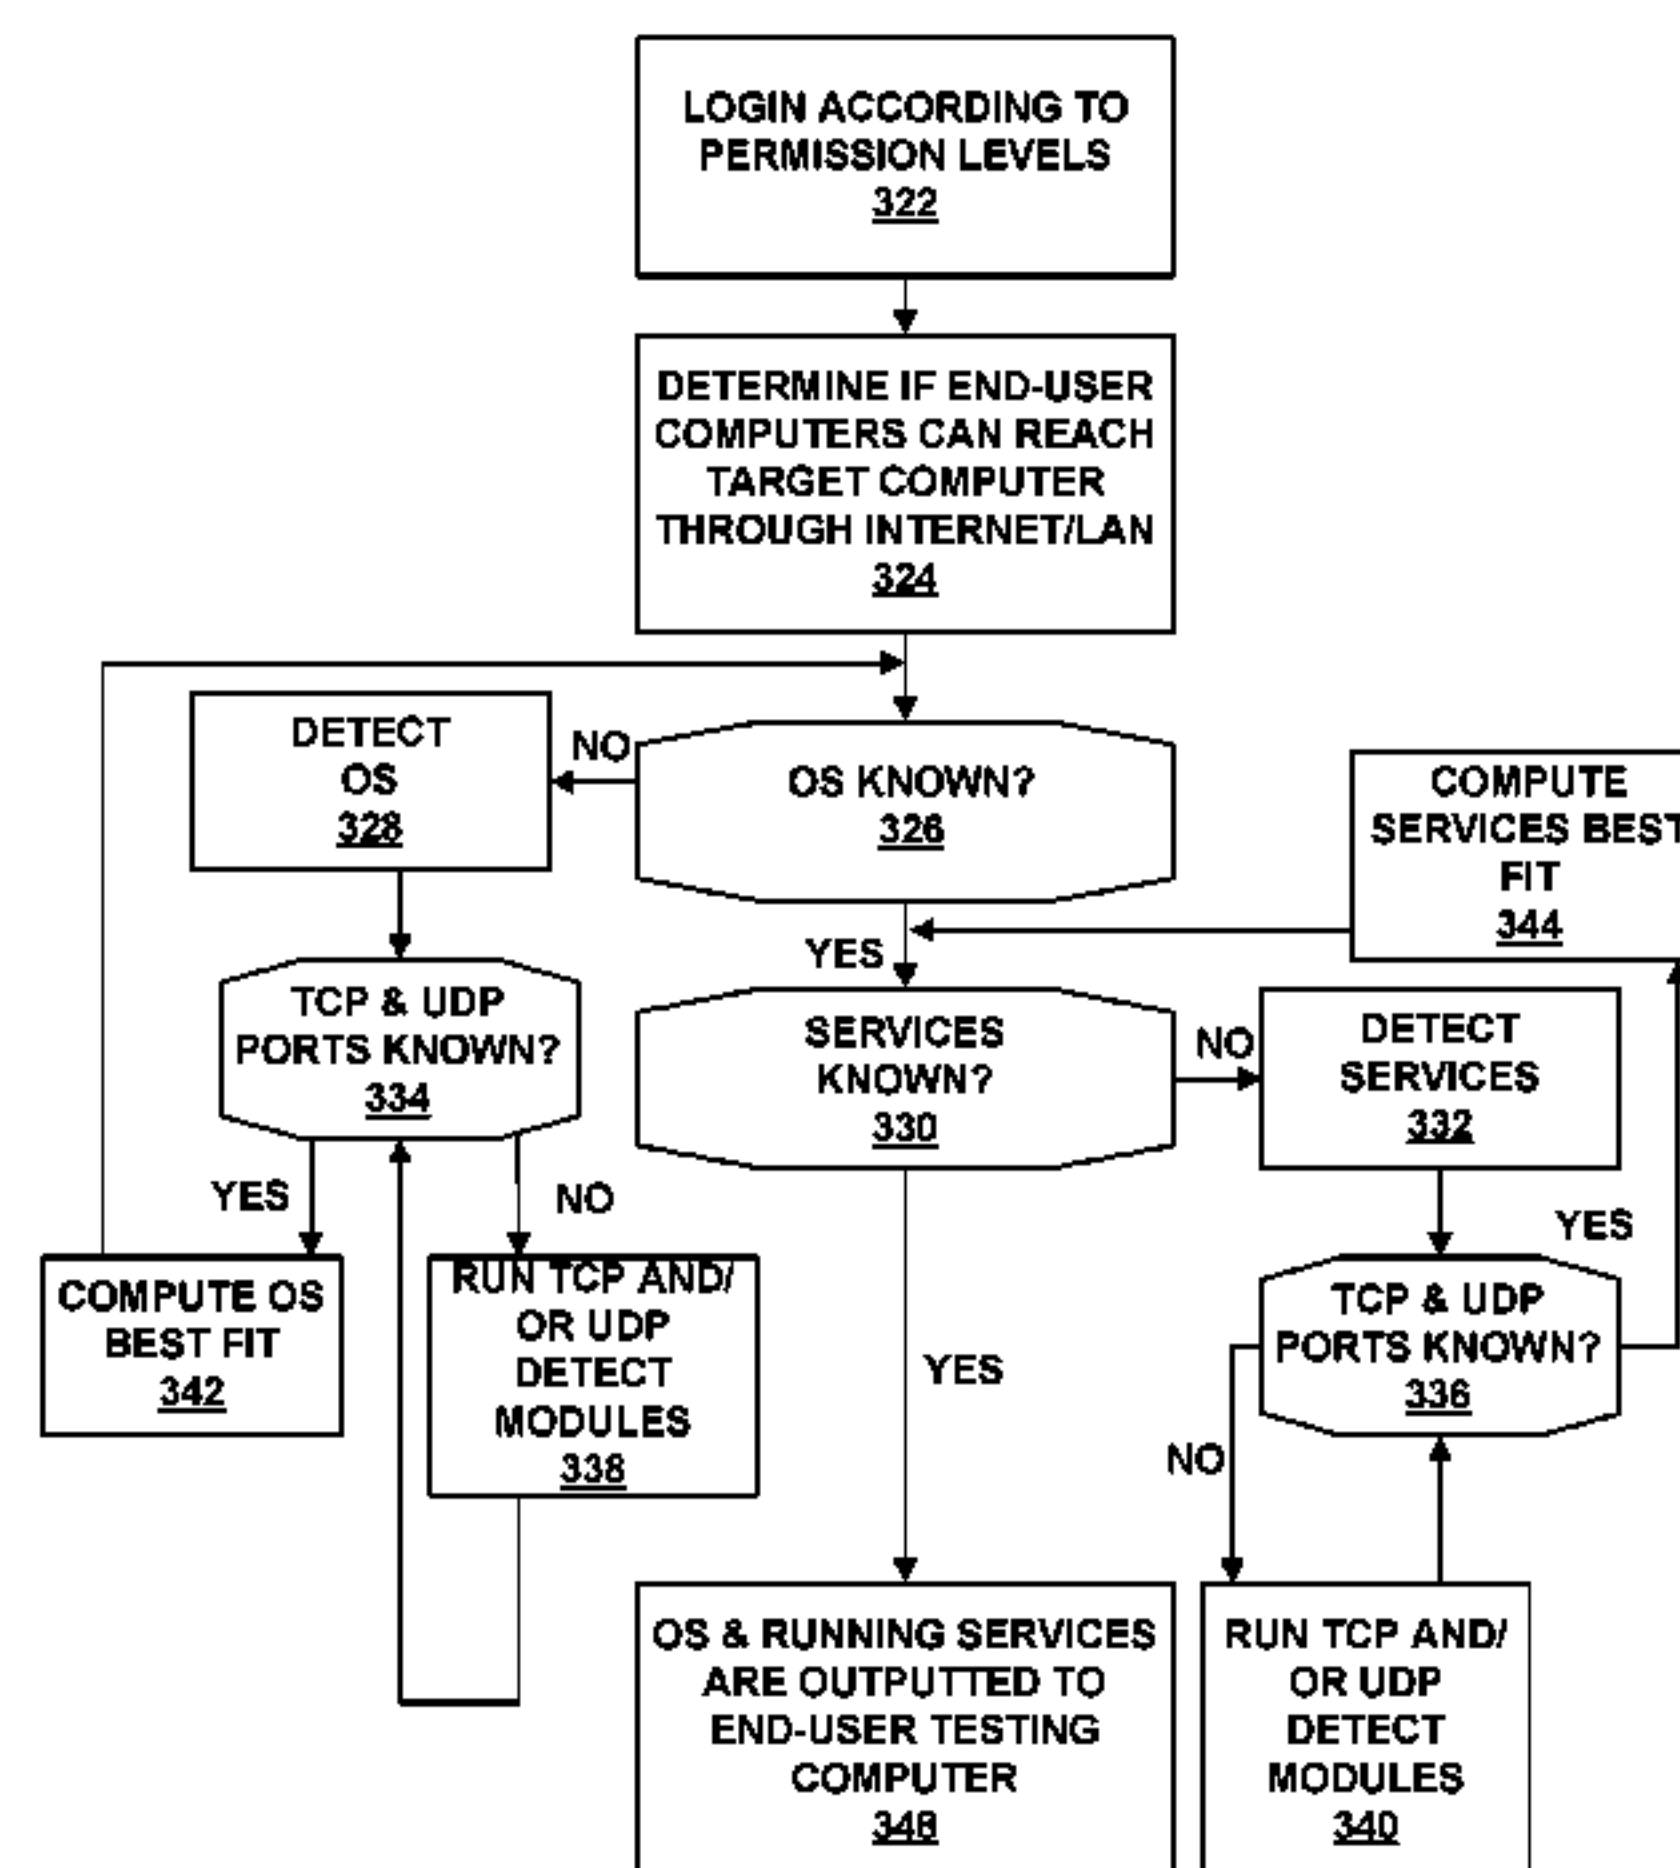 LOGIN ACCORDING TO
PERMISSION LEVELS
322
DETERMINE IF END-USER
COMPUTERS CAN REACH
TARGET COMPUTER
THROUGH INTERNET/LAN
324
DETECT
OS
328
NO
OS KNOWN?
326
COMPUTE
SERVICES BEST
FIT
344
YES
TCP & UDP
PORTS KNOWN?
334
SERVICES
KNOWN?
330
NO
DETECT
SERVICES
332
YES
NO
YES
COMPUTE OS
BEST FIT
342
RUN TCP AND/
OR UDP
DETECT
MODULES
338
YES
TCP & UDP
PORTS KNOWN?
336
NO
OS & RUNNING SERVICES
ARE OUTPUTTED TO
END-USER TESTING
COMPUTER
RUN TCP AND/
OR UDP
DETECT
MODULES
340